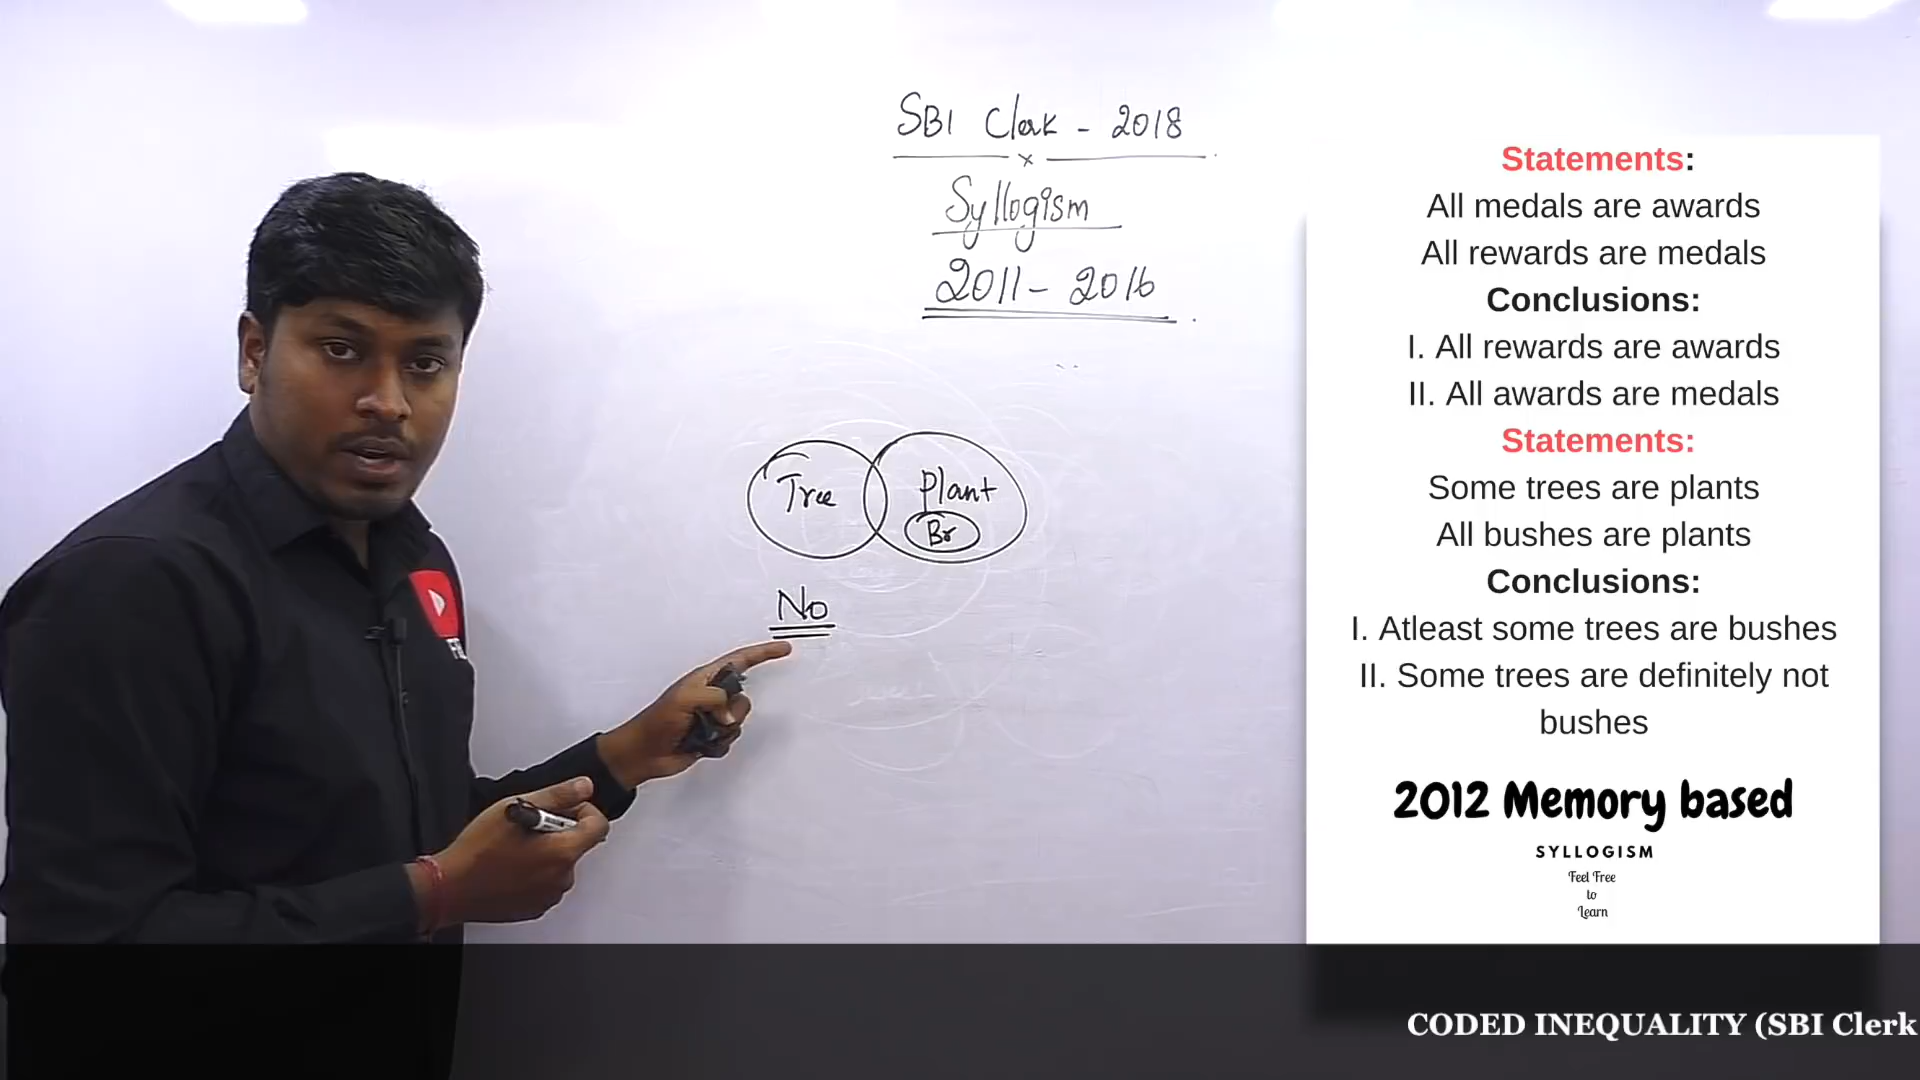 SBI Clerk - 2018
x
Syllogism
2011 - 2016
Tree
Plant
Br
No
Statements:
All medals are awards
All rewards are medals
Conclusions:
I. All rewards are awards
II. All awards are medals
Statements:
Some trees are plants
All bushes are plants
Conclusions:
I. Atleast some trees are bushes
II. Some trees are definitely not
bushes
2012 Memory based
SYLLOGISM
Feel Free
to
Learn
CODED INEQUALITY (SBI Clerk